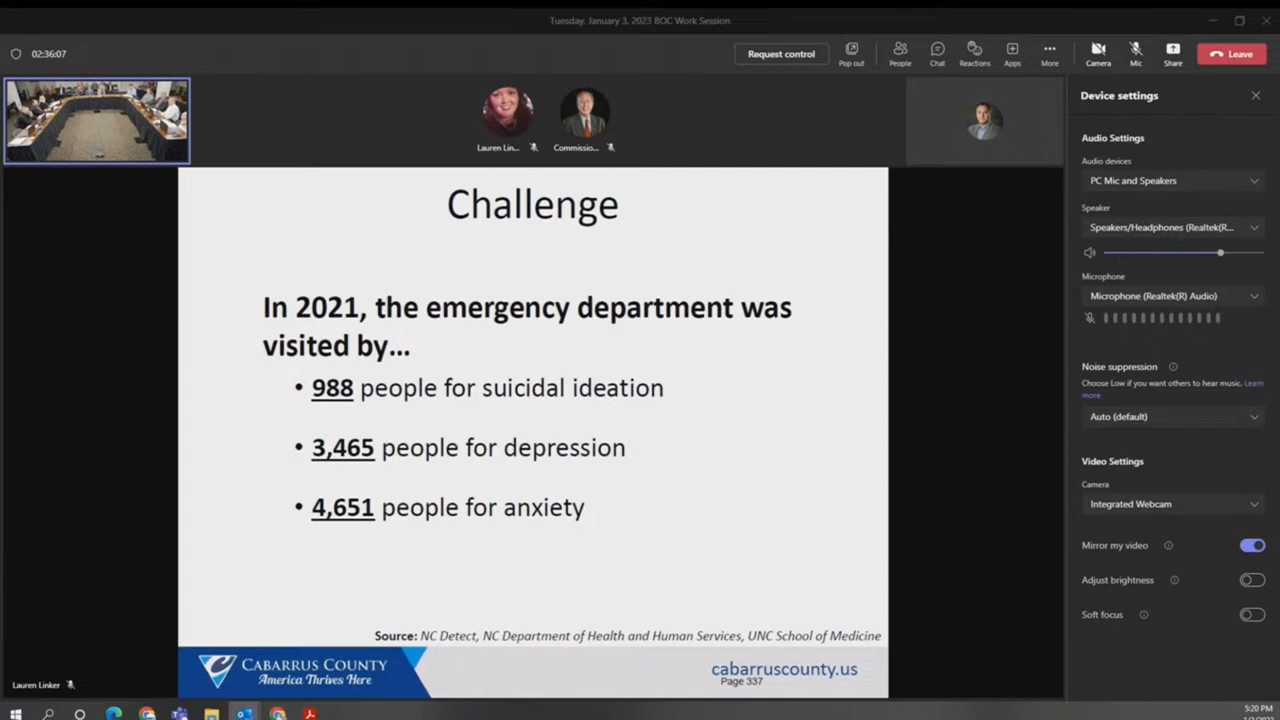 Tuesday, January 3, 2023 BOC Work Session
02:36:07
Request control
Pop out
People
Chat
Reactions
Apps
More
Camera
Mic
Share
Leave
Lauren Lin...
Commissio...
Challenge
In 2021, the emergency department was
visited by...
• 988 people for suicidal ideation
• 3,465 people for depression
• 4,651 people for anxiety
Source: NC Detect, NC Department of Health and Human Services, UNC School of Medicine
CABARRUS COUNTY
America Thrives Here
cabarruscounty.us
Page 337
Lauren Linker
Device settings
Audio Settings
Audio devices
PC Mic and Speakers
Speaker
Speakers/Headphones (Realtek(R...
Microphone
Microphone (Realtek(R) Audio)
Noise suppression
Choose Low if you want others to hear music. Learn
more
Auto (default)
Video Settings
Camera
Integrated Webcam
Mirror my video
Adjust brightness
Soft focus
5:20 PM